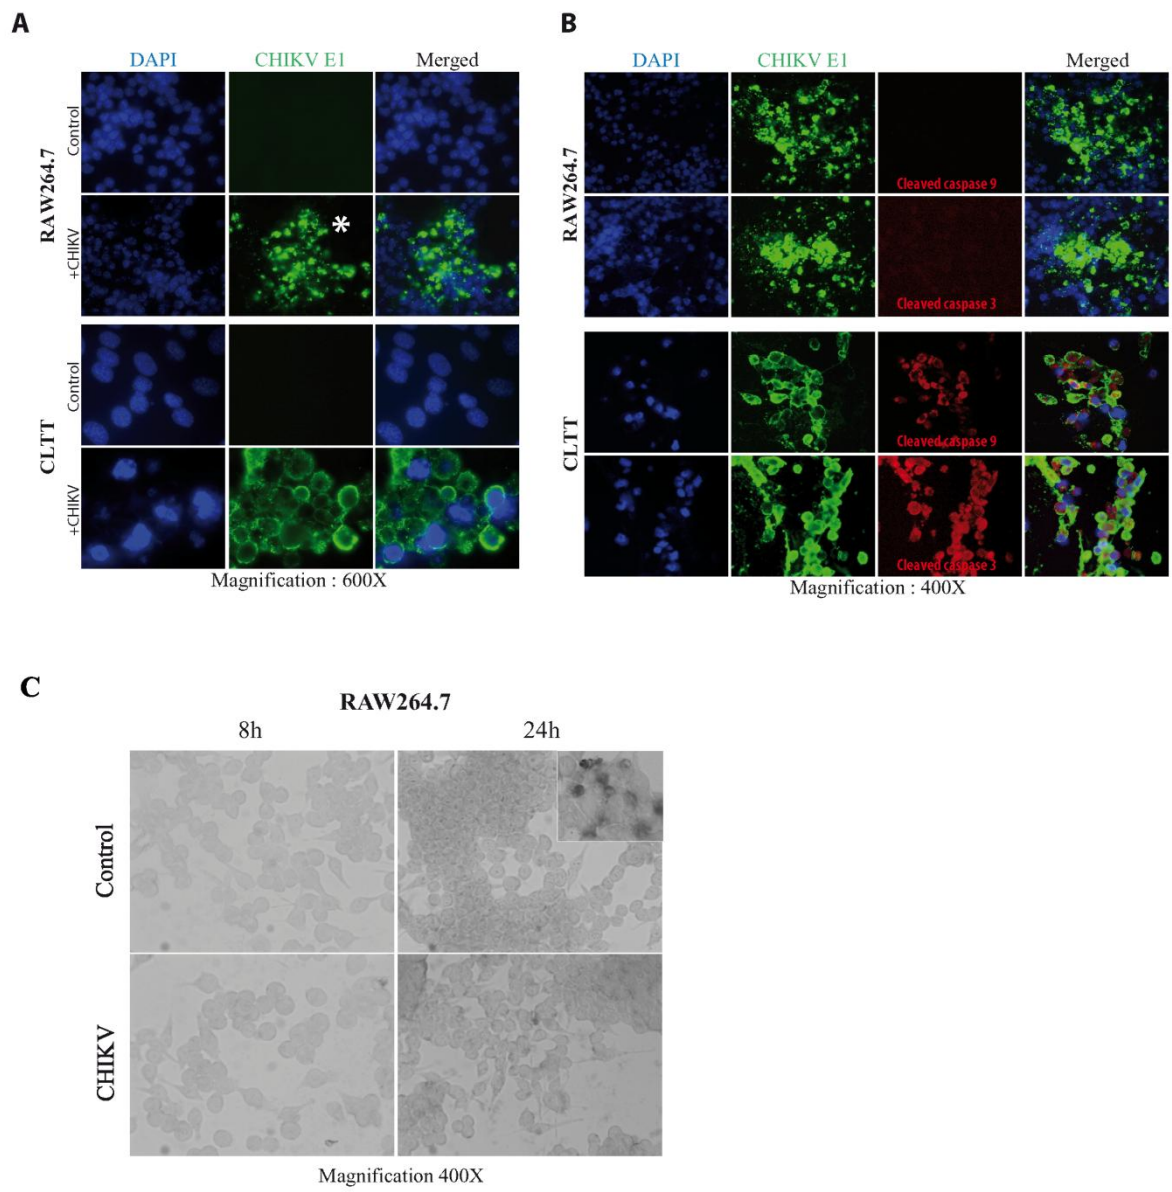 A
DAPI CHIKV E1 Merged
RAW264.7
Control
*
+CHIKV
CLTT
Control
+CHIKV
Magnification : 600X
B
DAPI CHIKV E1 Merged
RAW264.7
Cleaved caspase 9
Cleaved caspase 3
CLTT
Cleaved caspase 9
Cleaved caspase 3
Magnification : 400X
C
RAW264.7
8h 24h
Control
CHIKV
Magnification 400X